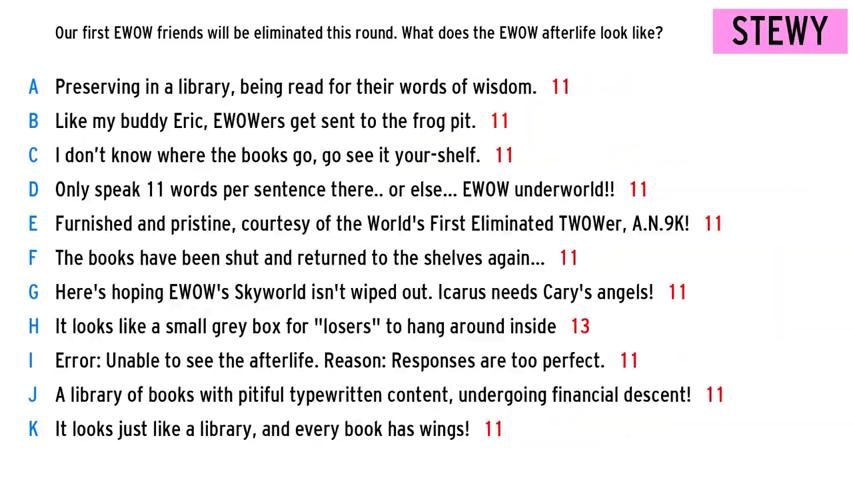 Our first EWOW friends will be eliminated this round. What does the EWOW afterlife look like?
STEWY
A Preserving in a library, being read for their words of wisdom. 11
B Like my buddy Eric, EWOWers get sent to the frog pit. 11
C I don't know where the books go, go see it your-shelf. 11
D Only speak 11 words per sentence there.. or else... EWOW underworld!! 11
E Furnished and pristine, courtesy of the World's First Eliminated TWOWer, A.N.9K! 11
F The books have been shut and returned to the shelves again... 11
G Here's hoping EWOW's Skyworld isn't wiped out. Icarus needs Cary's angels! 11
H It looks like a small grey box for "losers" to hang around inside 13
I Error: Unable to see the afterlife. Reason: Responses are too perfect. 11
J A library of books with pitiful typewritten content, undergoing financial descent! 11
K It looks just like a library, and every book has wings! 11